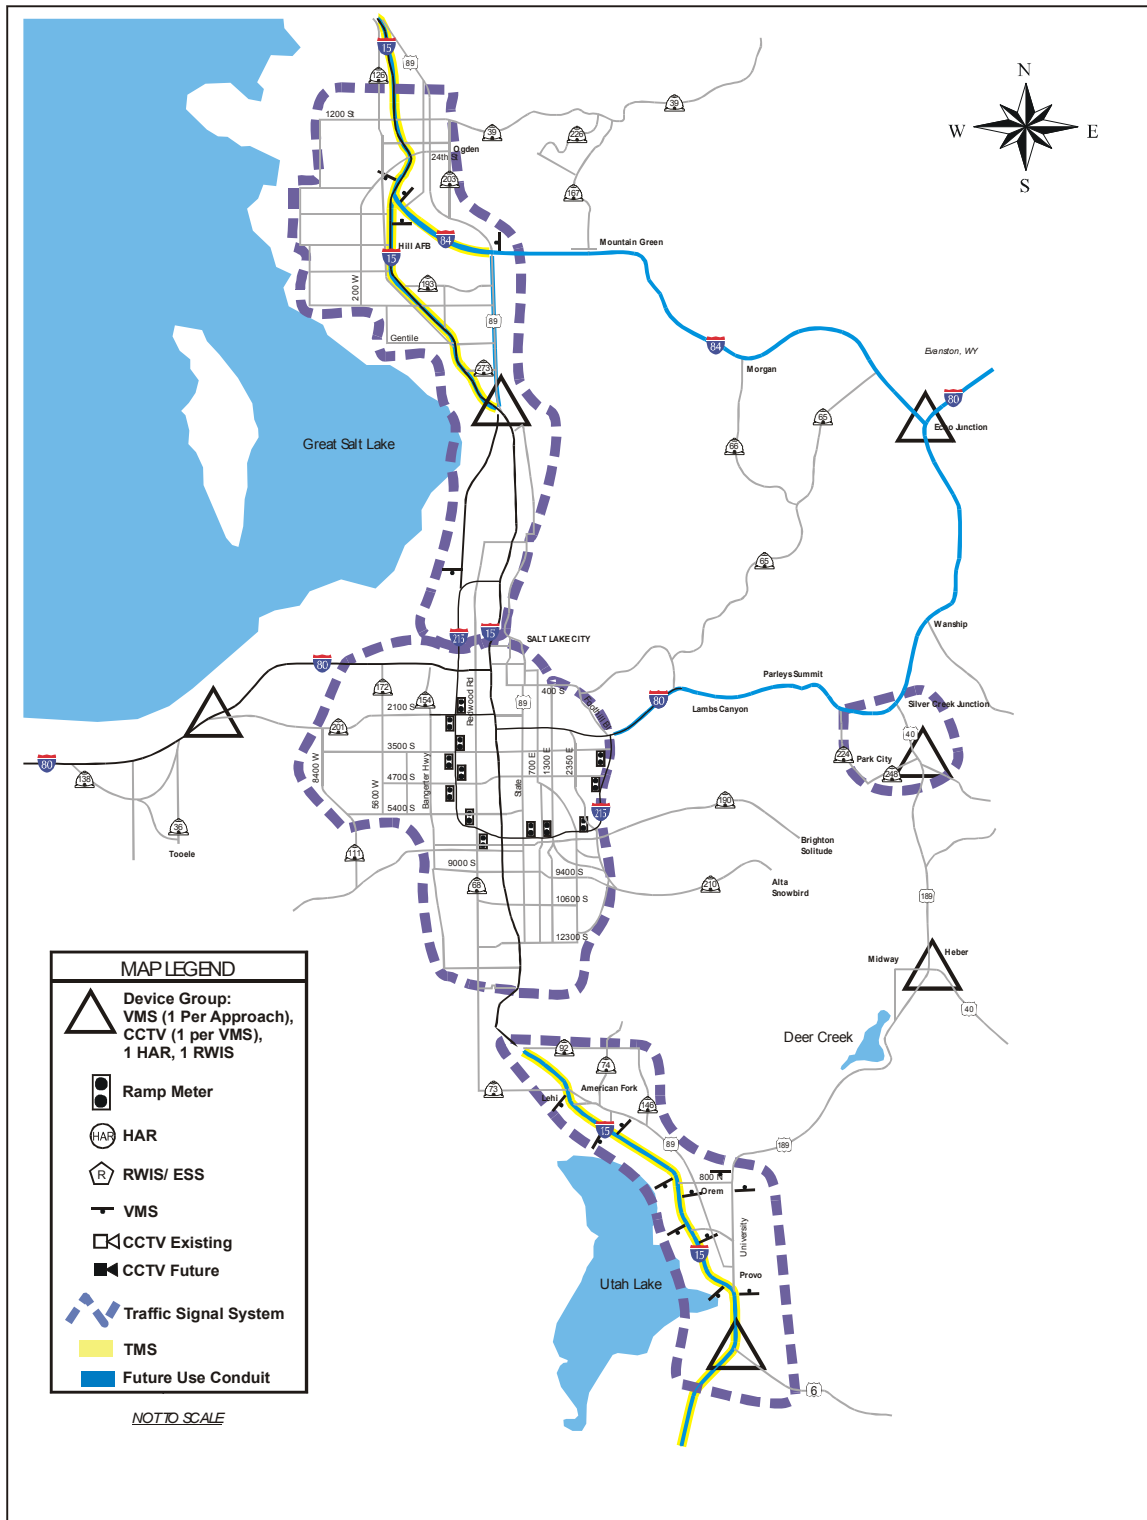 15
89
126
N
W
E
S
39
1200 St
39
226
Ogden
24th St
203
167
84
Mountain Green
Hill AFB
15
200 W
193
89
Gentile
84
Evanston, WY
Morgan
273
80
65
Echo Junction
Great Salt Lake
66
65
Wanship
215
15
SALT LAKE CITY
80
Parleys Summit
172
154
Redwood Rd
400 S
89
Foothill Dr
80
Lambs Canyon
Silver Creek Junction
2100 S
201
40
3500 S
8400 W
Bangerter Hwy
700 E
1300 E
2350 E
224
Park City
80
138
4700 S
5600 W
State
248
5400 S
215
190
36
Tooele
111
Brighton
Solitude
9000 S
9400 S
68
210
Alta
Snowbird
10600 S
189
12300 S
Midway
Heber
40
MAP LEGEND
Device Group:
VMS (1 Per Approach),
CCTV (1 per VMS),
1 HAR, 1 RWIS
Ramp Meter
HAR
HAR
R
RWIS/ ESS
VMS
CCTV Existing
CCTV Future
Traffic Signal System
TMS
Future Use Conduit
NOT TO SCALE
Deer Creek
92
74
73
American Fork
Lehi
146
15
89
189
800 N
Orem
University
15
Provo
Utah Lake
6